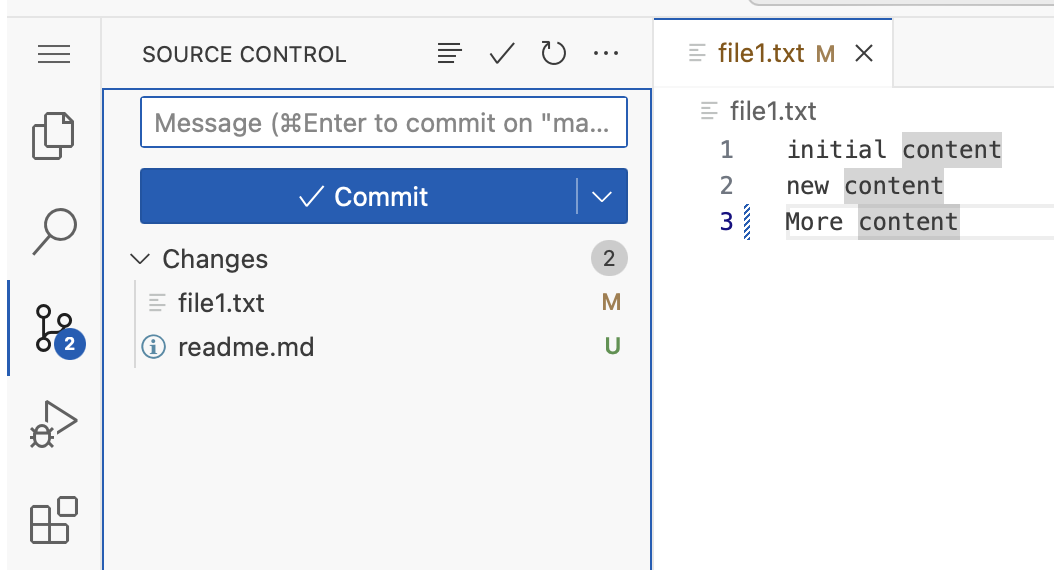 SOURCE CONTROL
Message (⌘Enter to commit on "ma...
Commit
Changes 2
file1.txt M
readme.md U
2
file1.txt M
file1.txt
1 initial content
2 new content
3 More content